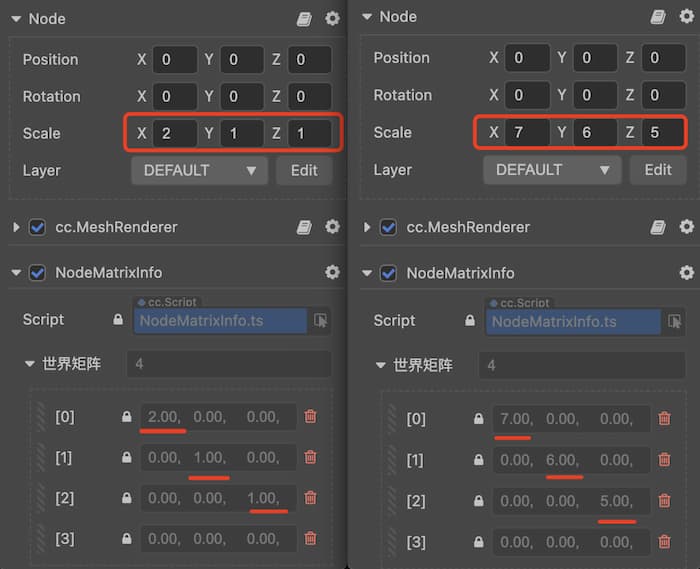 Node
Position X 0 Y 0 Z 0
Rotation X 0 Y 0 Z 0
Scale X 2 Y 1 Z 1
Layer DEFAULT Edit
cc.MeshRenderer
NodeMatrixInfo
cc.Script
Script NodeMatrixInfo.ts
世界矩阵 4
[0] 2.00, 0.00, 0.00,
[1] 0.00, 1.00, 0.00,
[2] 0.00, 0.00, 1.00,
[3] 0.00, 0.00, 0.00,
Node
Position X 0 Y 0 Z 0
Rotation X 0 Y 0 Z 0
Scale X 7 Y 6 Z 5
Layer DEFAULT Edit
cc.MeshRenderer
NodeMatrixInfo
cc.Script
Script NodeMatrixInfo.ts
世界矩阵 4
[0] 7.00, 0.00, 0.00,
[1] 0.00, 6.00, 0.00,
[2] 0.00, 0.00, 5.00,
[3] 0.00, 0.00, 0.00,